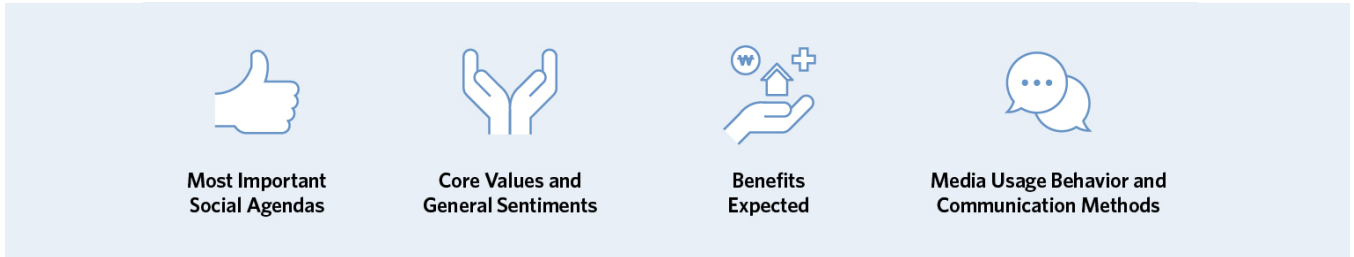 ₩
Most Important
Social Agendas
Core Values and
General Sentiments
Benefits
Expected
Media Usage Behavior and
Communication Methods